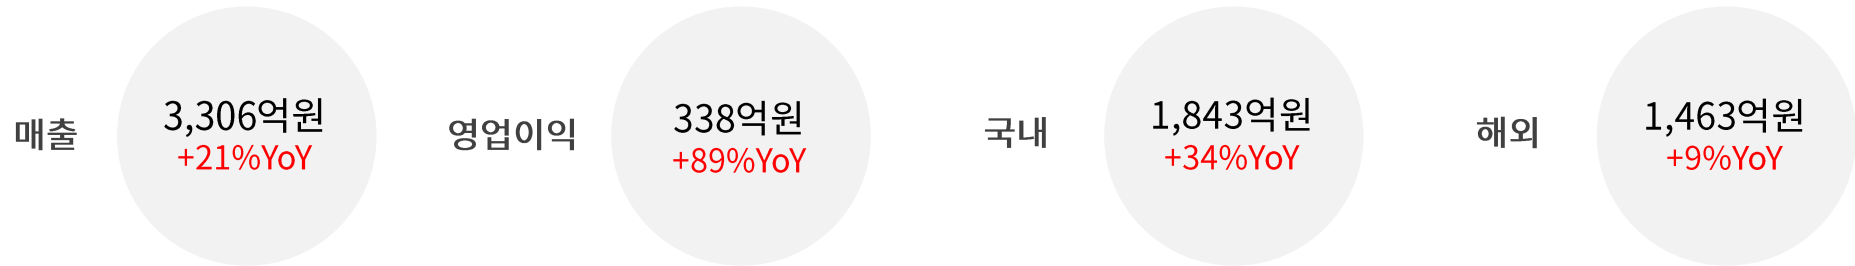 매출
3,306억원
+21%YoY
영업이익
338억원
+89%YoY
국내
1,843억원
+34%YoY
해외
1,463억원
+9%YoY